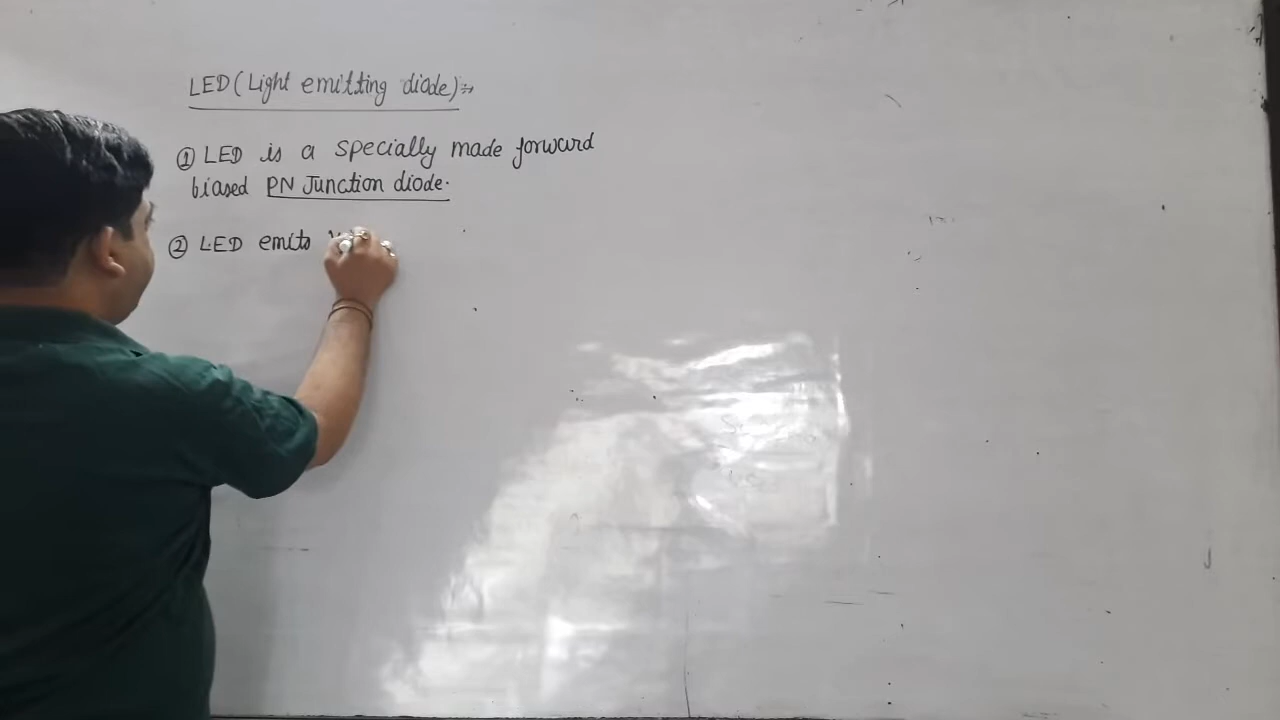 LED (Light emitting diode):→
① LED is a specially made forward
biased PN Junction diode.
② LED emits